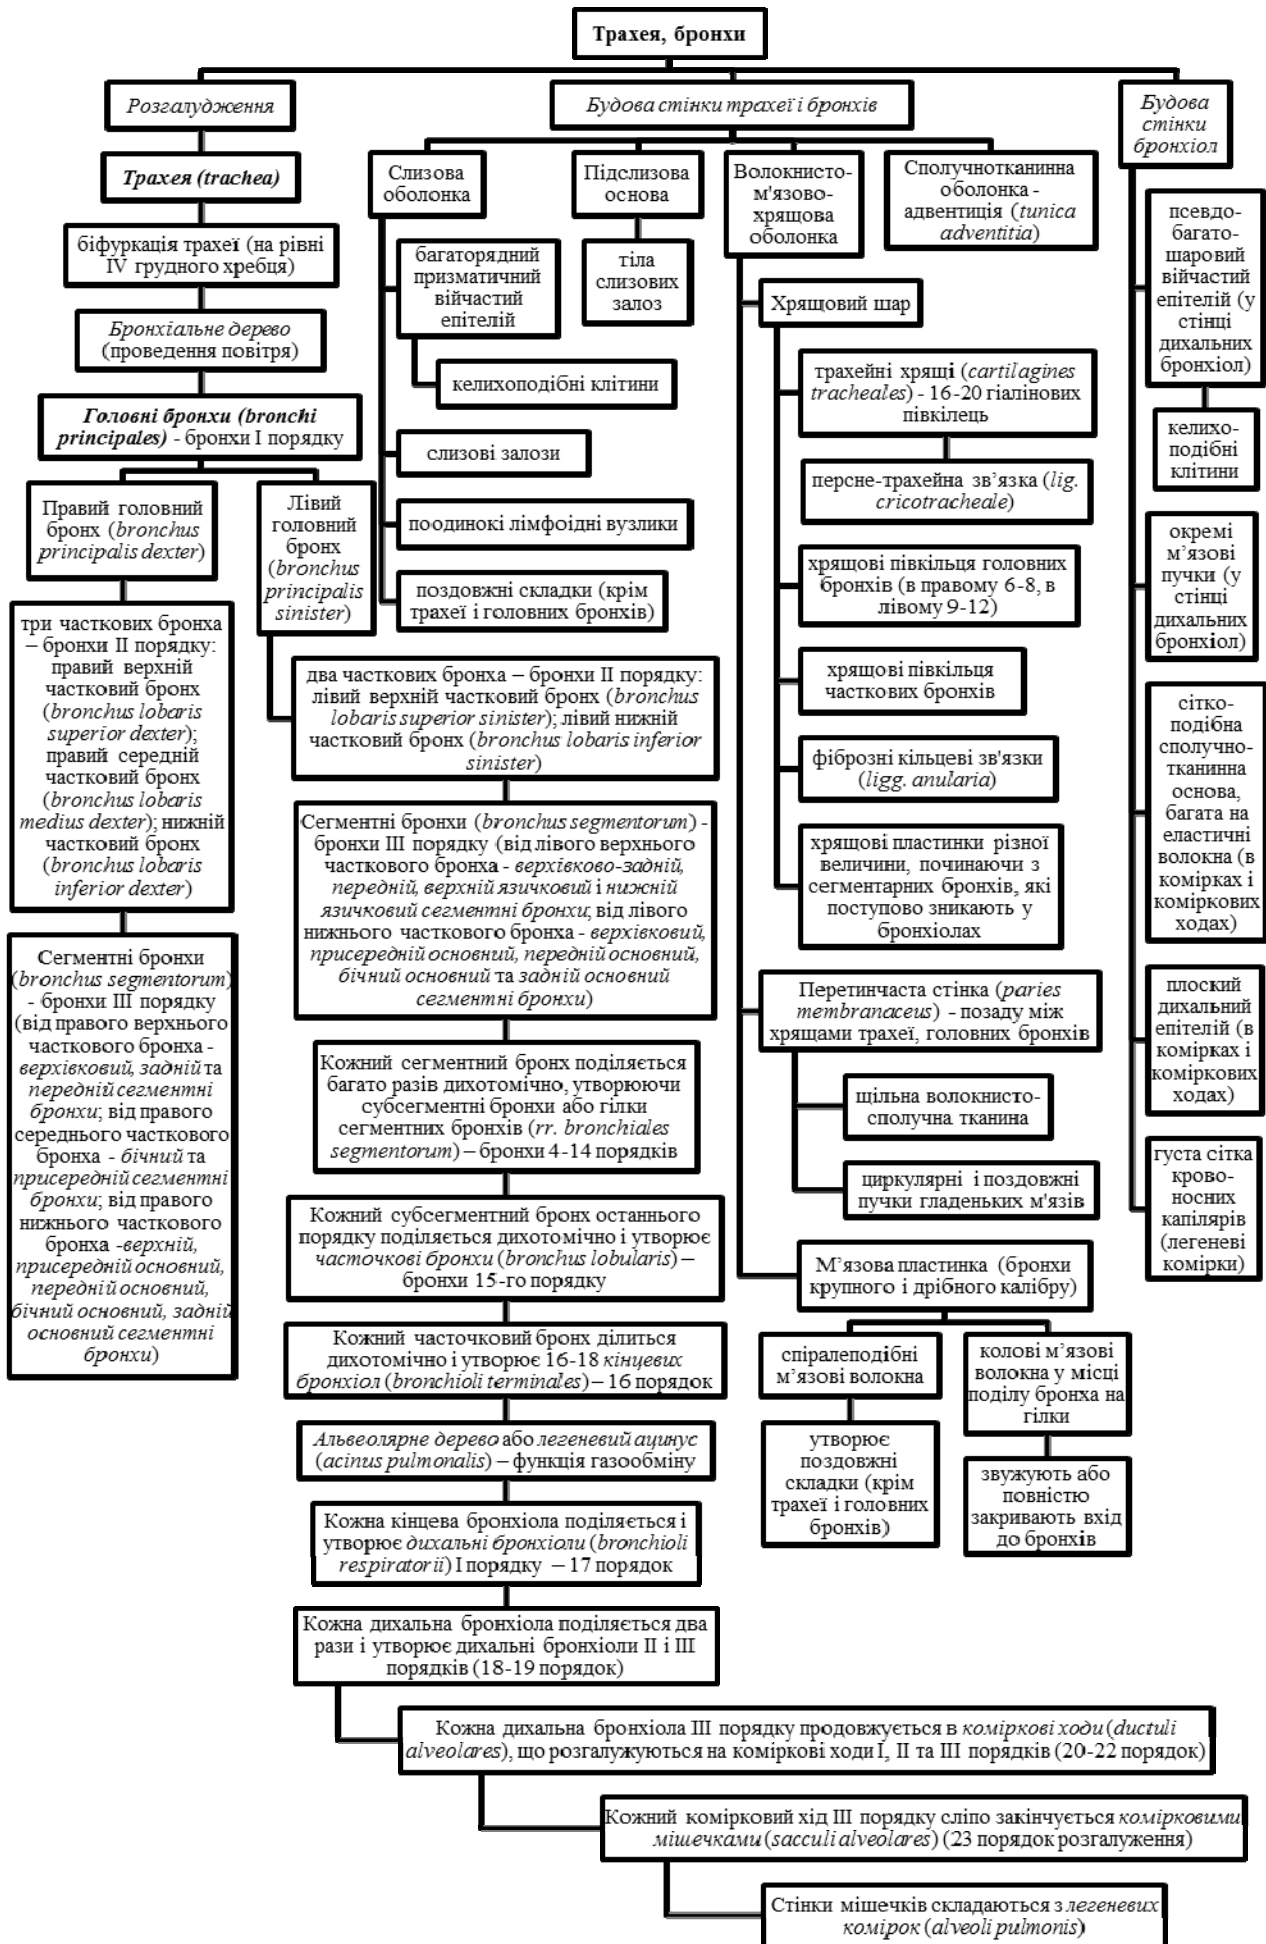 Трахея, бронхи
Розгалудження
Трахея (trachea)
біфуркація трахеї (на рівні
IV грудного хребця)
Бронхіальне дерево
(проведення повітря)
Головні бронхи (bronchi
principales) - бронхи I порядку
Правий головний
бронх (bronchus
principalis dexter)
три часткових бронха
– бронхи II порядку:
правий верхній
частковий бронх
(bronchus lobaris
superior dexter);
правий середній
частковий бронх
(bronchus lobaris
medius dexter); нижній
частковий бронх
(bronchus lobaris
inferior dexter)
Сегментні бронхи
(bronchus segmentorum)
- бронхи III порядку
(від правого верхнього
часткового бронха -
верхівковий, задній та
передній сегментні
бронхи; від правого
середнього часткового
бронха - бічний та
присередній сегментні
бронхи; від правого
нижнього часткового
бронха -верхній,
присередній основний,
передній основний,
бічний основний, задній
основний сегментні
бронхи)
Лівий
головний
бронх
(bronchus
principalis
sinister)
два часткових бронха – бронхи II порядку:
лівий верхній частковий бронх (bronchus
lobaris superior sinister); лівий нижній
частковий бронх (bronchus lobaris inferior
sinister)
Сегментні бронхи (bronchus segmentorum) -
бронхи III порядку (від лівого верхнього
часткового бронха - верхівково-задній,
передній, верхній язичковий і нижній
язичковий сегментні бронхи; від лівого
нижнього часткового бронха - верхівковий,
присередній основний, передній основний,
бічний основний та задній основний
сегментні бронхи)
Кожний сегментний бронх поділяється
багато разів дихотомічно, утворюючи
субсегментні бронхи або гілки
сегментних бронхів (rr. bronchiales
segmentorum) – бронхи 4-14 порядків
Кожний субсегментний бронх останнього
порядку поділяється дихотомічно і утворює
часточкові бронхи (bronchus lobularis) –
бронхи 15-го порядку
Кожний часточковий бронх ділиться
дихотомічно і утворює 16-18 кінцевих
бронхіол (bronchioli terminales) – 16 порядок
Альвеолярне дерево або легеневий ацинус
(acinus pulmonalis) – функція газообміну
Кожна кінцева бронхіола поділяється і
утворює дихальні бронхіоли (bronchioli
respiratorii) I порядку – 17 порядок
Кожна дихальна бронхіола поділяється два
рази і утворює дихальні бронхіоли II і III
порядків (18-19 порядок)
Кожна дихальна бронхіола III порядку продовжується в коміркові ходи (ductuli
alveolares), що розгалужуються на коміркові ходи I, II та III порядків (20-22 порядок)
Кожний комірковий хід III порядку сліпо закінчується комірковими
мішечками (sacculi alveolares) (23 порядок розгалуження)
Стінки мішечків складаються з легеневих
комірок (alveoli pulmonis)
Будова стінки трахеї і бронхів
Слизова
оболонка
багаторядний
призматичний
війчастий
епітелій
келихоподібні клітини
слизові залози
поодинокі лімфоїдні вузлики
поздовжні складки (крім
трахеї і головних бронхів)
Підслизова
основа
тіла
слизових
залоз
Волокнисто-
м'язово-
хрящова
оболонка
Хрящовий шар
трахейні хрящі (cartilagines
tracheales) - 16-20 гіалінових
півкілець
персне-трахейна зв’язка (lig.
cricotracheale)
хрящові півкільця головних
бронхів (в правому 6-8, в
лівому 9-12)
хрящові півкільця
часткових бронхів
фіброзні кільцеві зв'язки
(ligg. anularia)
хрящові пластинки різної
величини, починаючи з
сегментарних бронхів, які
поступово зникають у
бронхіолах
Перетинчаста стінка (paries
membranaceus) - позаду між
хрящами трахеї, головних бронхів
щільна волокнисто-
сполучна тканина
циркулярні і поздовжні
пучки гладеньких м'язів
М’язова пластинка (бронхи
крупного і дрібного калібру)
спіралеподібні
м’язові волокна
утворює
поздовжні
складки (крім
трахеї і головних
бронхів)
колові м’язові
волокна у місці
поділу бронха на
гілки
звужують або
повністю
закривають вхід
до бронхів
Сполучнотканинна
оболонка -
адвентиція (tunica
adventitia)
Будова
стінки
бронхіол
псевдо-
багато-
шаровий
війчастий
епітелій (у
стінці
дихальних
бронхіол)
келихо-
подібні
клітини
окремі
м’язові
пучки (у
стінці
дихальних
бронхіол)
сітко-
подібна
сполучно-
тканинна
основа,
багата на
еластичні
волокна (в
комірках і
коміркових
ходах)
плоский
дихальний
епітелій (в
комірках і
коміркових
ходах)
густа сітка
крово-
носних
капілярів
(легеневі
комірки)